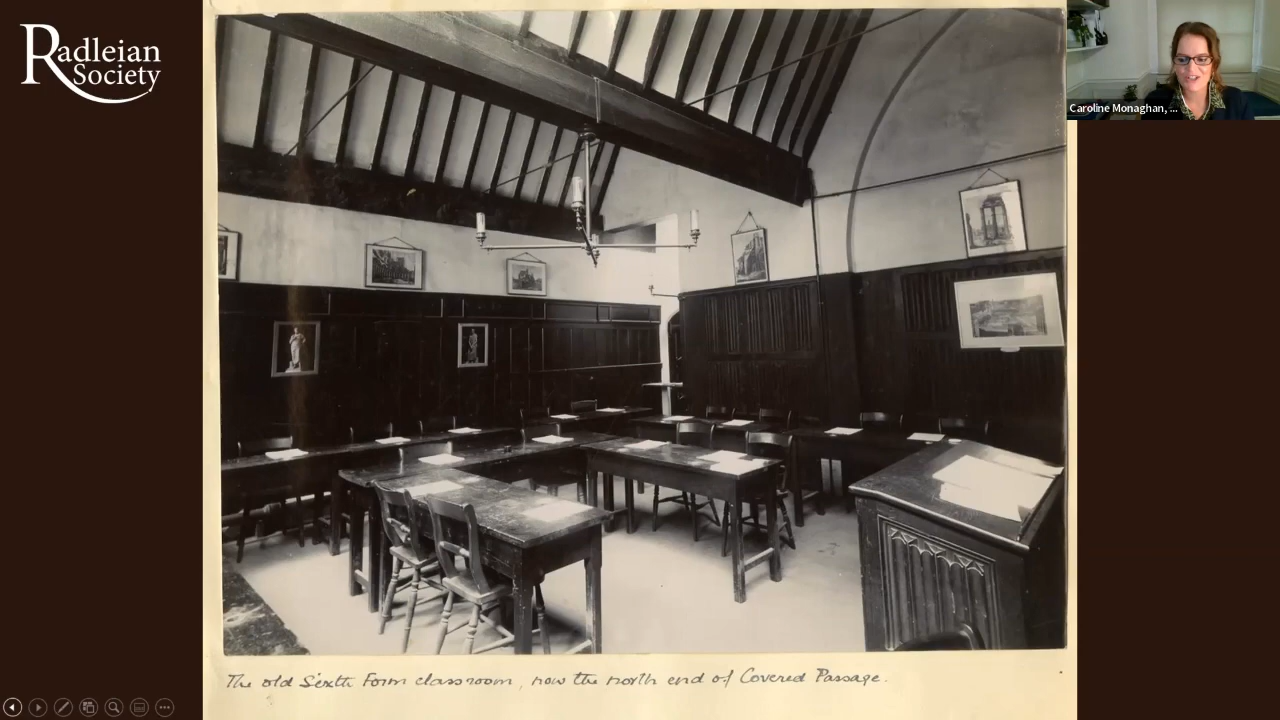 Radleian
Society
Caroline Monaghan, ...
The old Sixth Form classroom, now the north end of Covered Passage.